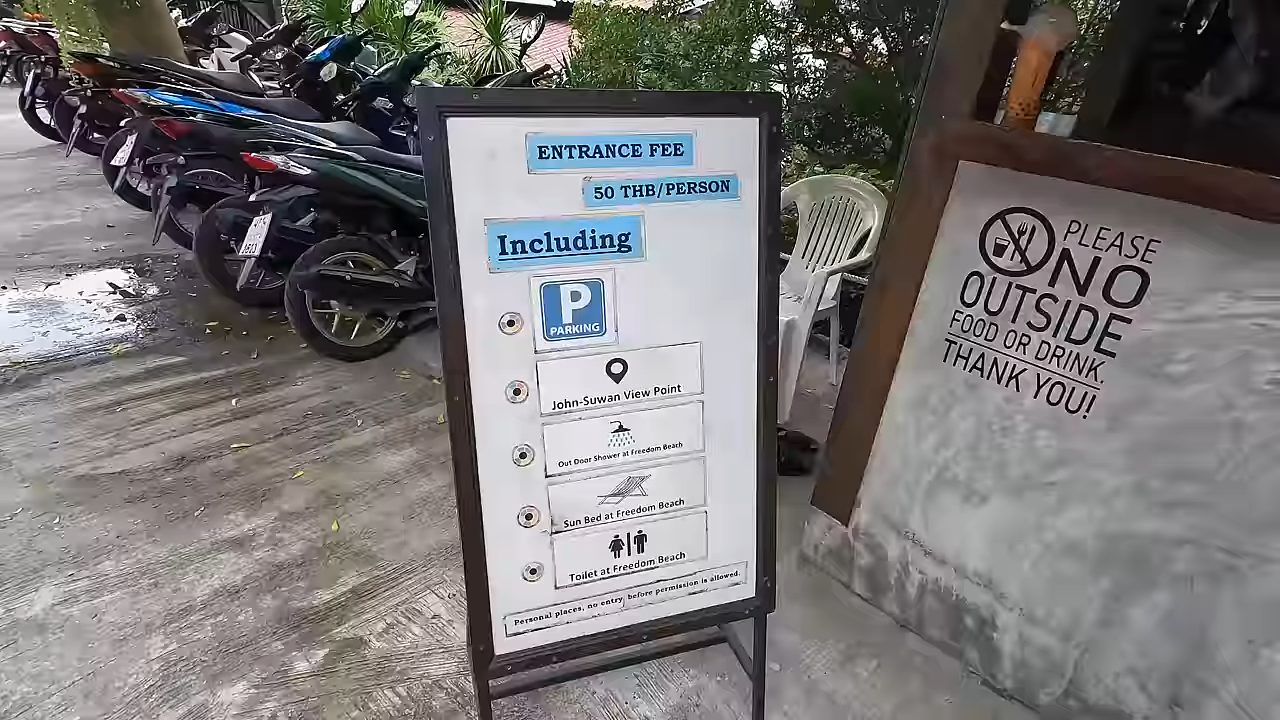 ENTRANCE FEE
50 THB/PERSON
Including
P
PARKING
John-Suwan View Point
Out Door Shower at Freedom Beach
Sun Bed at Freedom Beach
Toilet at Freedom Beach
Personal places, no entry before permission is allowed.
PLEASE
NO
OUTSIDE
FOOD OR DRINK.
THANK YOU!